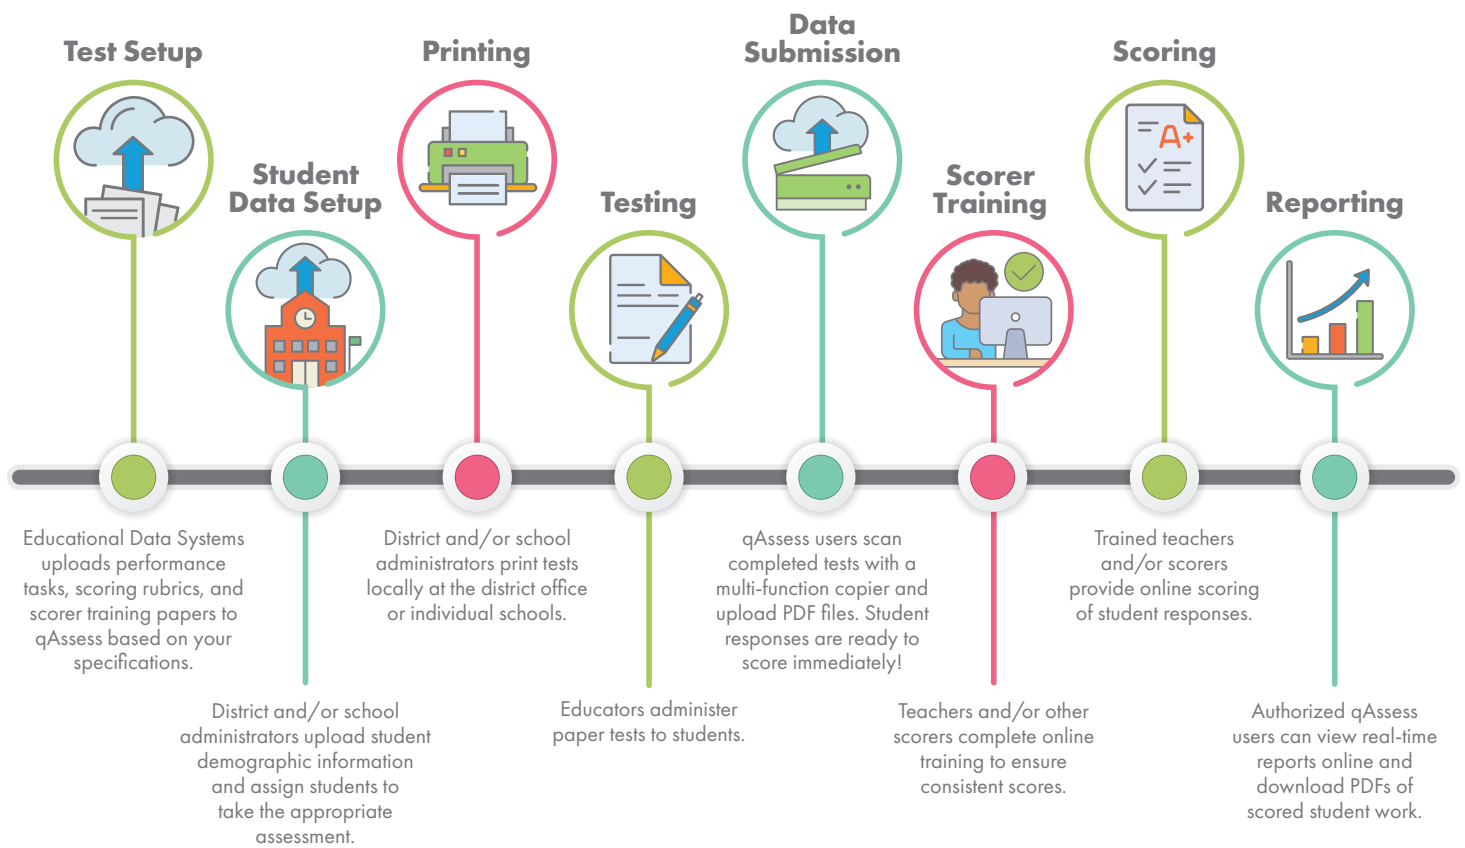 Test Setup
Educational Data Systems
uploads performance
tasks, scoring rubrics, and
scorer training papers to
qAssess based on your
specifications.
Student
Data Setup
District and/or school
administrators upload student
demographic information
and assign students to
take the appropriate
assessment.
Printing
District and/or school
administrators print tests
locally at the district office
or individual schools.
Testing
Educators administer
paper tests to students.
Data
Submission
qAssess users scan
completed tests with a
multi-function copier and
upload PDF files. Student
responses are ready to
score immediately!
Scorer
Training
Teachers and/or other
scorers complete online
training to ensure
consistent scores.
Scoring
A+
Trained teachers
and/or scorers
provide online scoring
of student responses.
Reporting
Authorized qAssess
users can view real-time
reports online and
download PDFs of
scored student work.